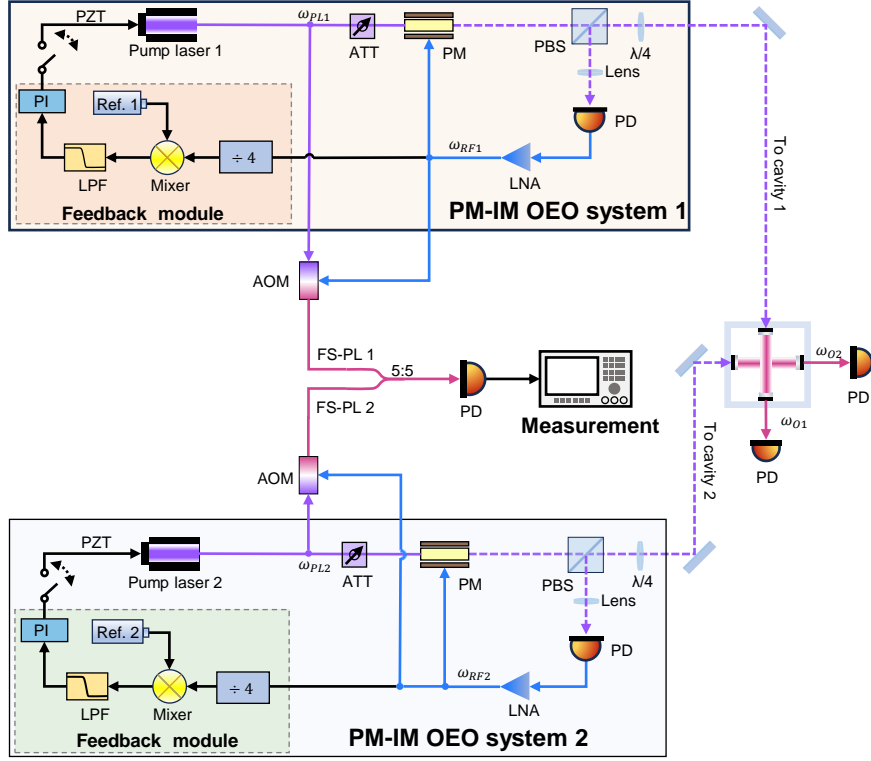 PZT
Pump laser 1
ω_PL1
ATT
PM
PBS
λ/4
Lens
PD
PI
Ref. 1
LPF
Mixer
÷ 4
ω_RF1
LNA
Feedback module
PM-IM OEO system 1
To cavity 1
AOM
FS-PL 1
5:5
FS-PL 2
PD
Measurement
AOM
ω_O2
PD
ω_O1
PD
To cavity 2
PZT
Pump laser 2
ω_PL2
ATT
PM
PBS
λ/4
Lens
PD
PI
Ref. 2
LPF
Mixer
÷ 4
ω_RF2
LNA
Feedback module
PM-IM OEO system 2